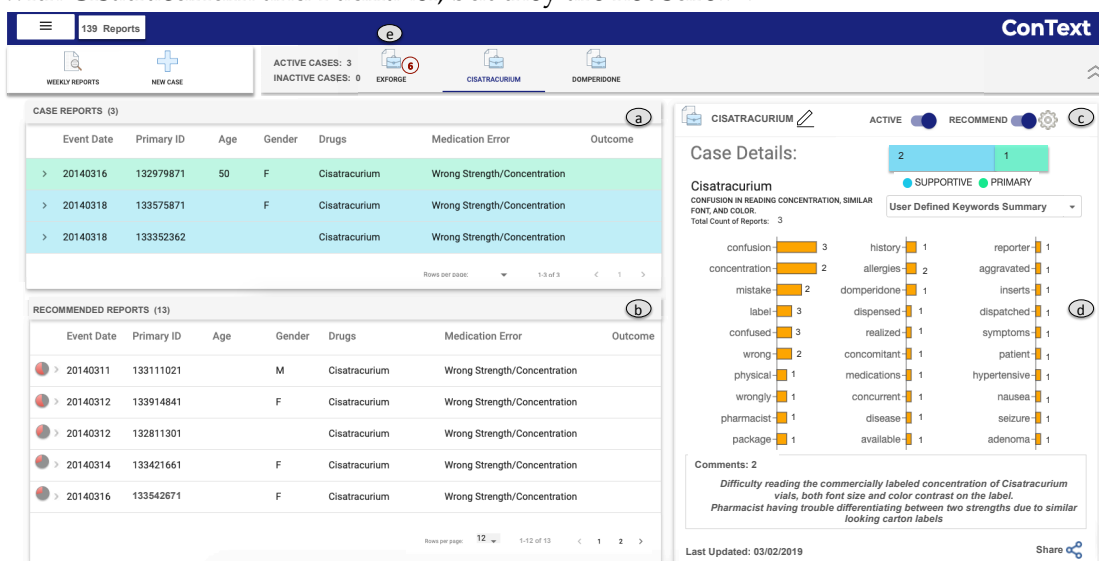 139 Reports
ConText
e
WEEKLY REPORTS
NEW CASE
ACTIVE CASES: 3
INACTIVE CASES: 0
EXFORGE
6
CISATRACURIUM
DOMPERIDONE
CASE REPORTS (3)
a
Event Date Primary ID Age Gender Drugs Medication Error Outcome
> 20140316 132979871 50 F Cisatracurium Wrong Strength/Concentration
> 20140318 133575871 F Cisatracurium Wrong Strength/Concentration
> 20140318 133352362 Cisatracurium Wrong Strength/Concentration
Rows per page: 1-3 of 3 < 1 >
RECOMMENDED REPORTS (13)
b
Event Date Primary ID Age Gender Drugs Medication Error Outcome
> 20140311 133111021 M Cisatracurium Wrong Strength/Concentration
> 20140312 133914841 F Cisatracurium Wrong Strength/Concentration
> 20140312 132811301 Cisatracurium Wrong Strength/Concentration
> 20140314 133421661 F Cisatracurium Wrong Strength/Concentration
> 20140316 133542671 F Cisatracurium Wrong Strength/Concentration
Rows per page: 12 1-12 of 13 < 1 2 >
CISATRACURIUM ACTIVE RECOMMEND c
Case Details:
2 1
SUPPORTIVE PRIMARY
Cisatracurium
CONFUSION IN READING CONCENTRATION, SIMILAR
FONT, AND COLOR.
Total Count of Reports: 3
User Defined Keywords Summary
confusion 3 history 1 reporter 1
concentration 2 allergies 2 aggravated 1
mistake 2 domperidone 1 inserts 1
label 3 dispensed 1 dispatched 1
d
confused 3 realized 1 symptoms 1
wrong 2 concomitant 1 patient 1
physical 1 medications 1 hypertensive 1
wrongly 1 concurrent 1 nausea 1
pharmacist 1 disease 1 seizure 1
package 1 available 1 adenoma 1
Comments: 2
Difficulty reading the commercially labeled concentration of Cisatracurium
vials, both font size and color contrast on the label.
Pharmacist having trouble differentiating between two strengths due to similar
looking carton labels
Last Updated: 03/02/2019
Share